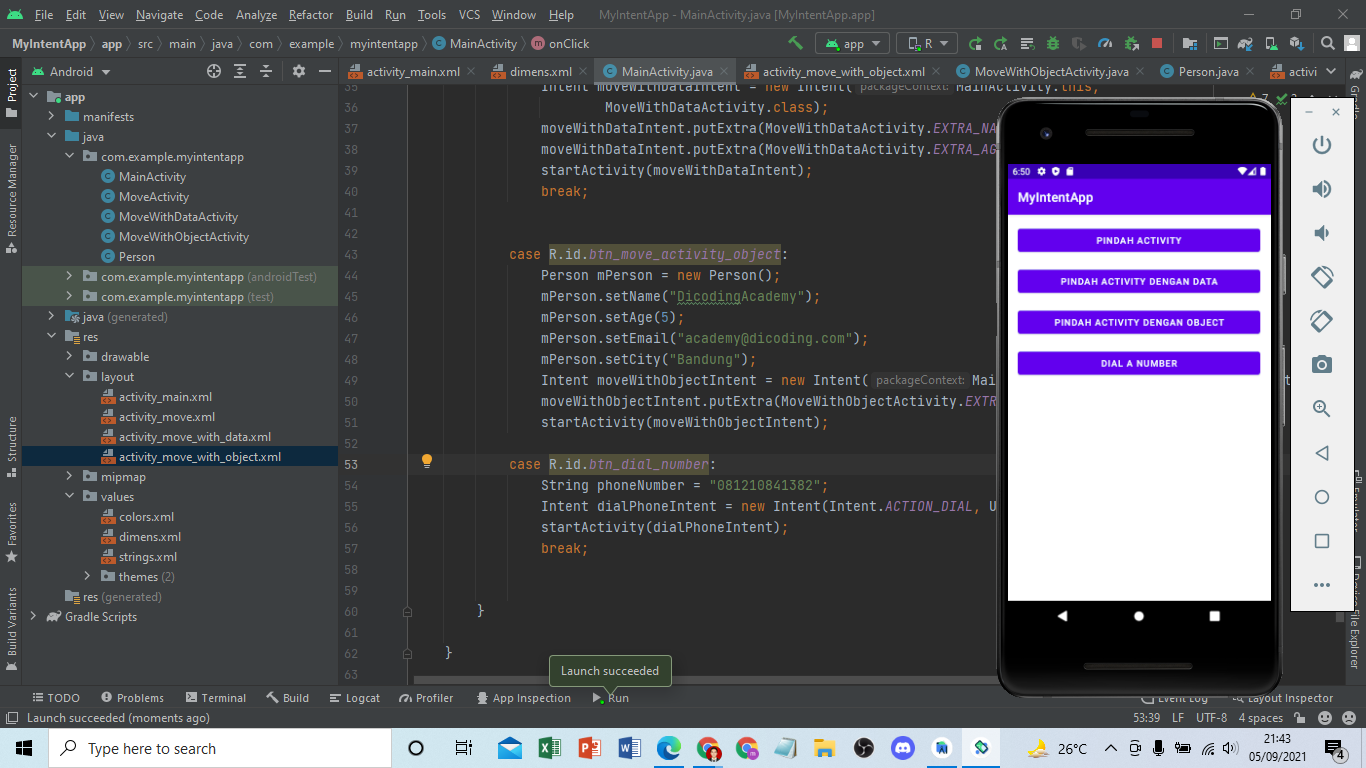 File Edit View Navigate Code Analyze Refactor Build Run Tools VCS Window Help MyIntentApp - MainActivity.java [MyIntentApp.app]
MyIntentApp app src main java com example myintentapp MainActivity onClick app R
Project
Resource Manager
Structure
Favorites
Build Variants
Android
activity_main.xml dimens.xml MainActivity.java activity_move_with_object.xml MoveWithObjectActivity.java Person.java activi
app
manifests
java
com.example.myintentapp
MainActivity
MoveActivity
MoveWithDataActivity
MoveWithObjectActivity
Person
com.example.myintentapp (androidTest)
com.example.myintentapp (test)
java (generated)
res
drawable
layout
activity_main.xml
activity_move.xml
activity_move_with_data.xml
activity_move_with_object.xml
mipmap
values
colors.xml
dimens.xml
strings.xml
themes (2)
res (generated)
Gradle Scripts
35 Intent moveWithDataIntent = new Intent( packageContext: MainActivity.this,
36 MoveWithDataActivity.class);
37 moveWithDataIntent.putExtra(MoveWithDataActivity.EXTRA_NA
38 moveWithDataIntent.putExtra(MoveWithDataActivity.EXTRA_AG
39 startActivity(moveWithDataIntent);
40 break;
41
42
43 case R.id.btn_move_activity_object:
44 Person mPerson = new Person();
45 mPerson.setName("DicodingAcademy");
46 mPerson.setAge(5);
47 mPerson.setEmail("academy@dicoding.com");
48 mPerson.setCity("Bandung");
49 Intent moveWithObjectIntent = new Intent( packageContext: Mai
50 moveWithObjectIntent.putExtra(MoveWithObjectActivity.EXTR
51 startActivity(moveWithObjectIntent);
52
53 case R.id.btn_dial_number:
54 String phoneNumber = "081210841382";
55 Intent dialPhoneIntent = new Intent(Intent.ACTION_DIAL, U
56 startActivity(dialPhoneIntent);
57 break;
58
59
60 }
61
62 }
63
6:50
MyIntentApp
PINDAH ACTIVITY
PINDAH ACTIVITY DENGAN DATA
PINDAH ACTIVITY DENGAN OBJECT
DIAL A NUMBER
Device File Explorer
Launch succeeded
TODO Problems Terminal Build Logcat Profiler App Inspection Run Event Log Layout Inspector
Launch succeeded (moments ago) 53:39 LF UTF-8 4 spaces
Type here to search
26°C
21:43
05/09/2021
4